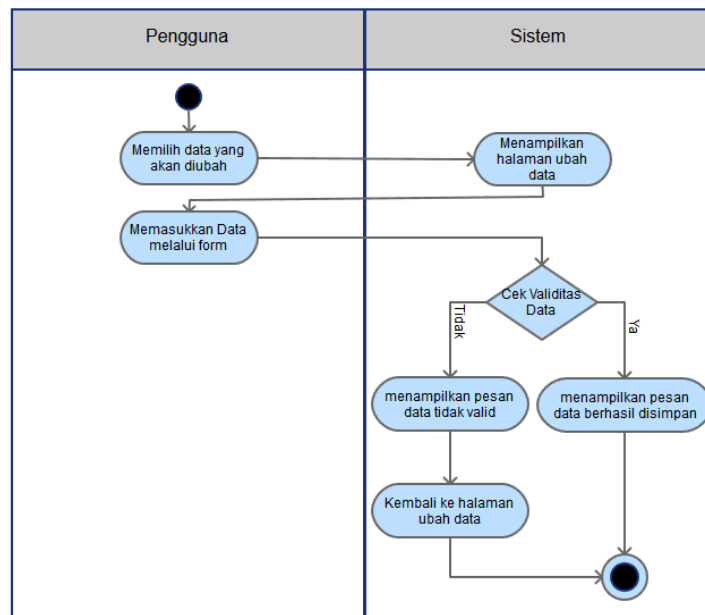 Pengguna
Sistem
Memilih data yang
akan diubah
Menampilkan
halaman ubah
data
Memasukkan Data
melalui form
Cek Validitas
Data
Tidak
Ya
menampilkan pesan
data tidak valid
menampilkan pesan
data berhasil disimpan
Kembali ke halaman
ubah data